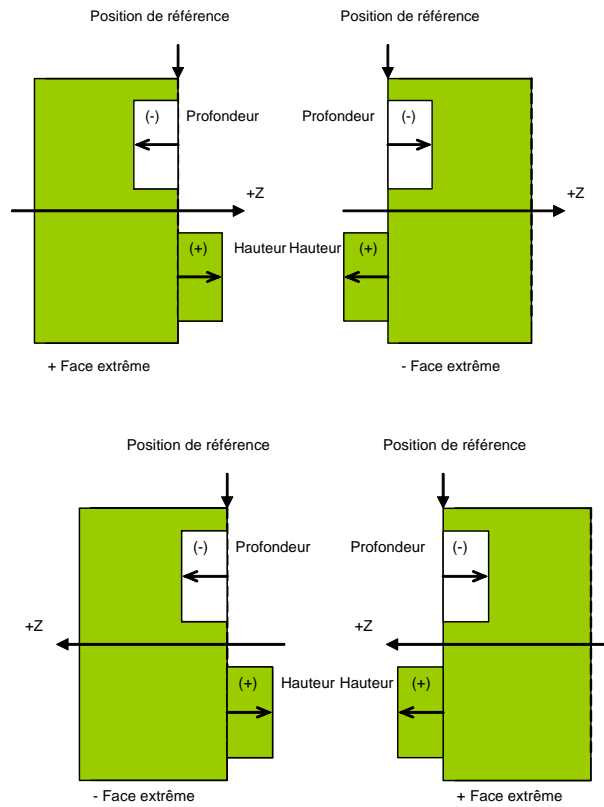 Position de référence
Position de référence
(-) Profondeur
Profondeur (-)
+Z
+Z
(+) Hauteur
Hauteur (+)
+ Face extrême
- Face extrême
Position de référence
Position de référence
(-) Profondeur
Profondeur (-)
+Z
+Z
(+) Hauteur
Hauteur (+)
- Face extrême
+ Face extrême